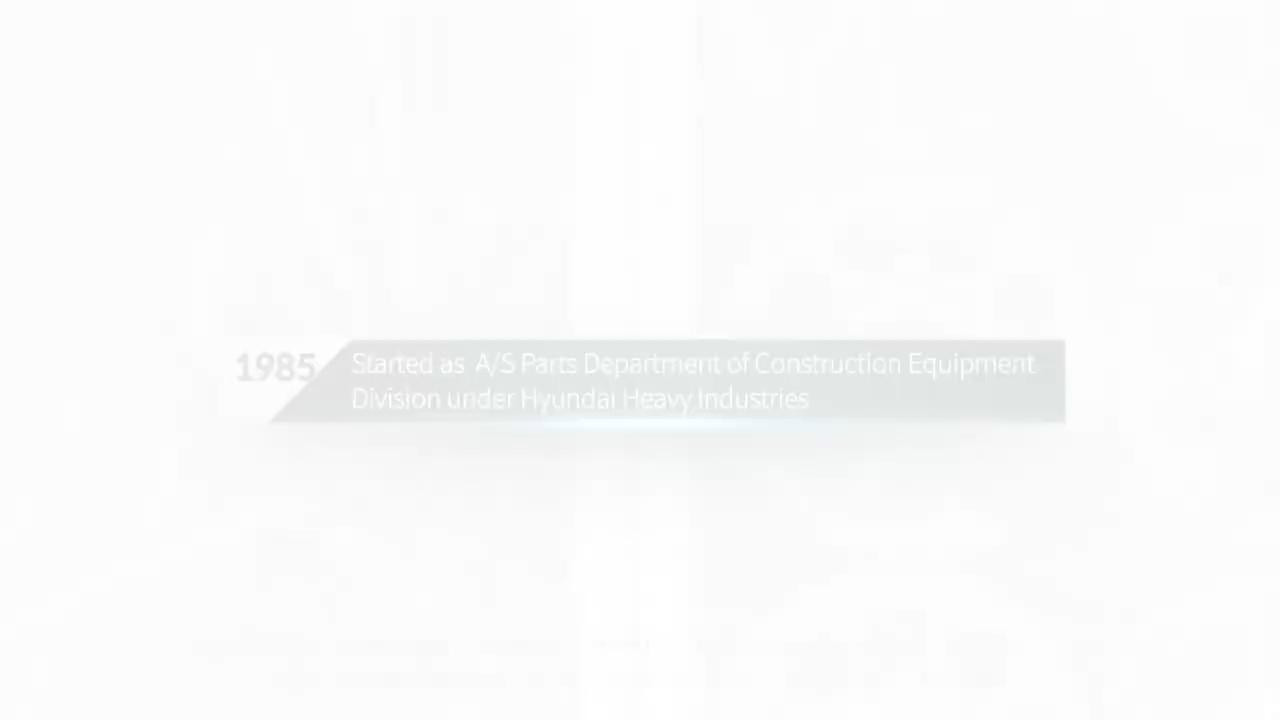 1985
Started as A/S Parts Department of Construction Equipment
Division under Hyundai Heavy Industries